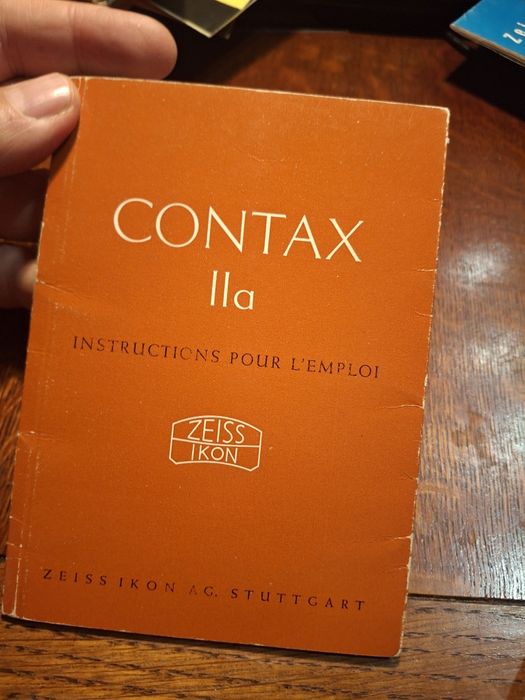 CONTAX
IIa
INSTRUCTIONS POUR L'EMPLOI
ZEISS
IKON
ZEISS IKON AG. STUTTGART